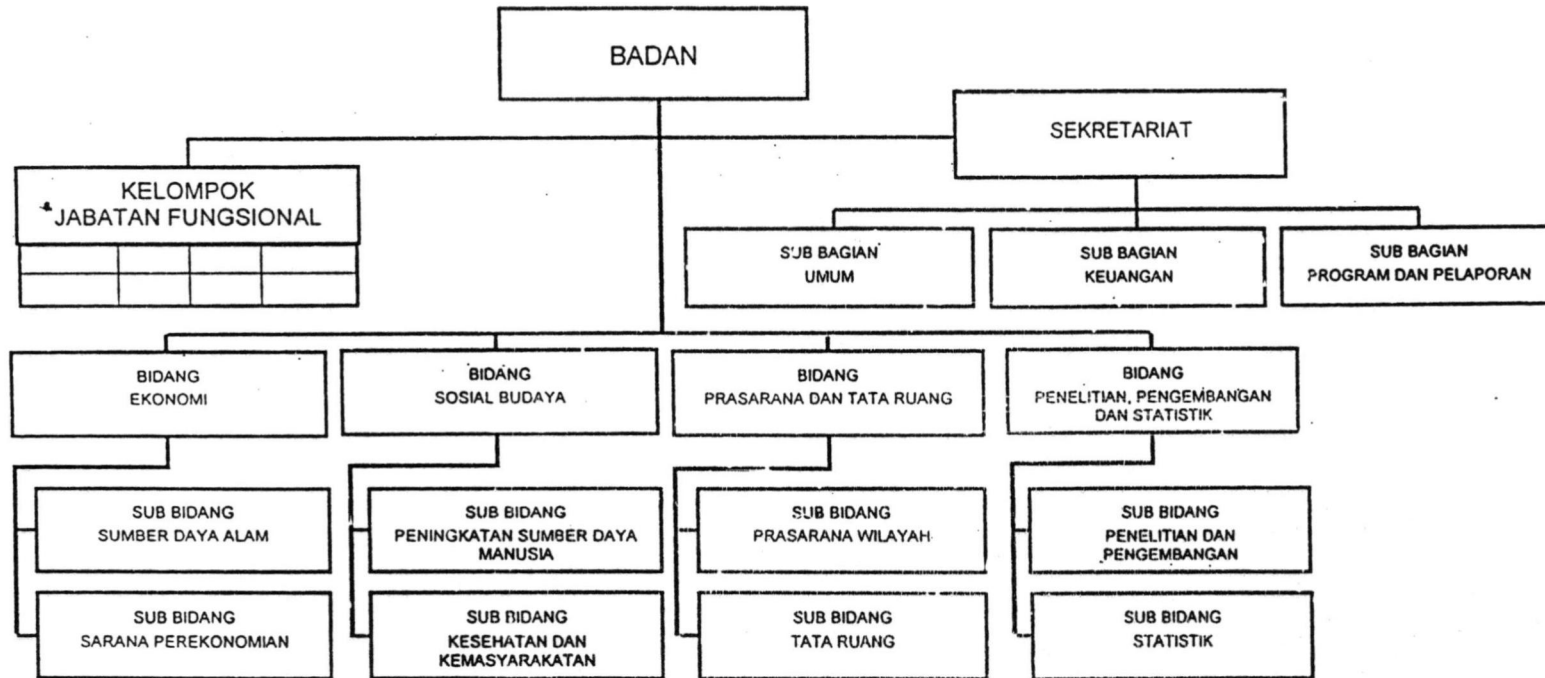 BADAN
SEKRETARIAT
KELOMPOK
JABATAN FUNGSIONAL
SUB BAGIAN
UMUM
SUB BAGIAN
KEUANGAN
SUB BAGIAN
PROGRAM DAN PELAPORAN
BIDANG
EKONOMI
BIDANG
SOSIAL BUDAYA
BIDANG
PRASARANA DAN TATA RUANG
BIDANG
PENELITIAN, PENGEMBANGAN
DAN STATISTIK
SUB BIDANG
SUMBER DAYA ALAM
SUB BIDANG
PENINGKATAN SUMBER DAYA
MANUSIA
SUB BIDANG
PRASARANA WILAYAH
SUB BIDANG
PENELITIAN DAN
PENGEMBANGAN
SUB BIDANG
SARANA PEREKONOMIAN
SUB BIDANG
KESEHATAN DAN
KEMASYARAKATAN
SUB BIDANG
TATA RUANG
SUB BIDANG
STATISTIK